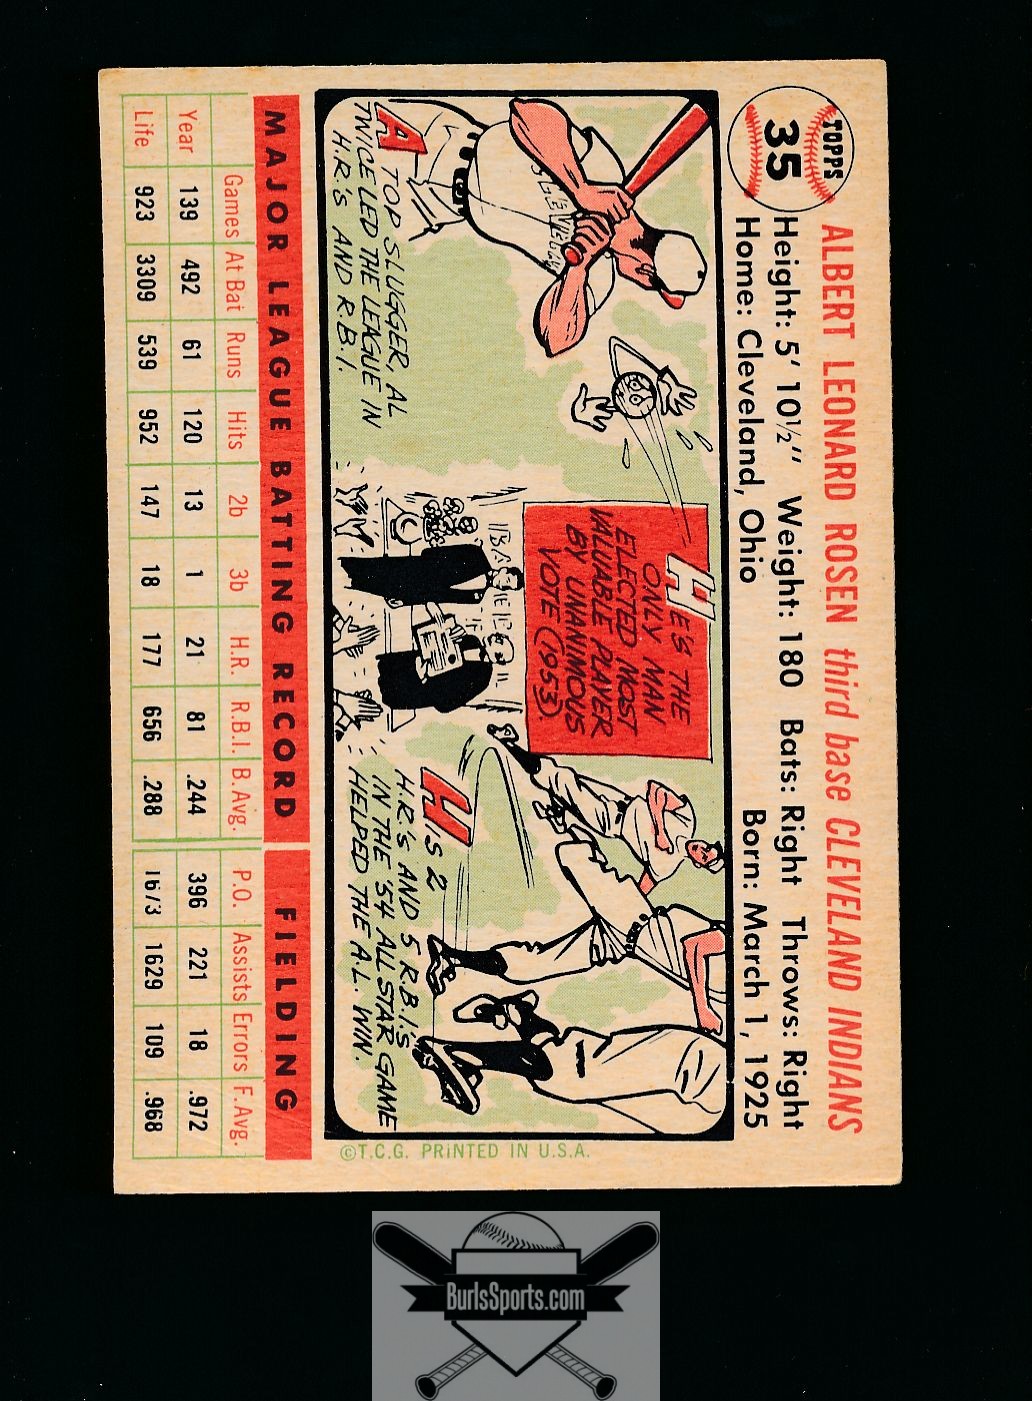 TOPPS
35
ALBERT LEONARD ROSEN third base CLEVELAND INDIANS
Height: 5' 10½" Weight: 180 Bats: Right Throws: Right
Home: Cleveland, Ohio Born: March 1, 1925
CLEVEL
A TOP SLUGGER, AL
TWICE LED THE LEAGUE IN
H.R.'S AND R.B.I.
HE'S THE
ONLY MAN
ELECTED MOST
VALUABLE PLAYER
BY UNANIMOUS
VOTE (1953).
HIS 2
H.R.'S AND 5 R.B.I.'S
IN THE '54 ALL STAR GAME
HELPED THE A.L. WIN.
©T.C.G. PRINTED IN U.S.A.
MAJOR LEAGUE BATTING RECORD FIELDING
Games At Bat Runs Hits 2b 3b H.R. R.B.I. B. Avg. P.O. Assists Errors F. Avg.
Year 139 492 61 120 13 1 21 81 .244 396 221 18 .972
Life 923 3309 539 952 147 18 177 656 .288 1673 1629 109 .968
BurlsSports.com